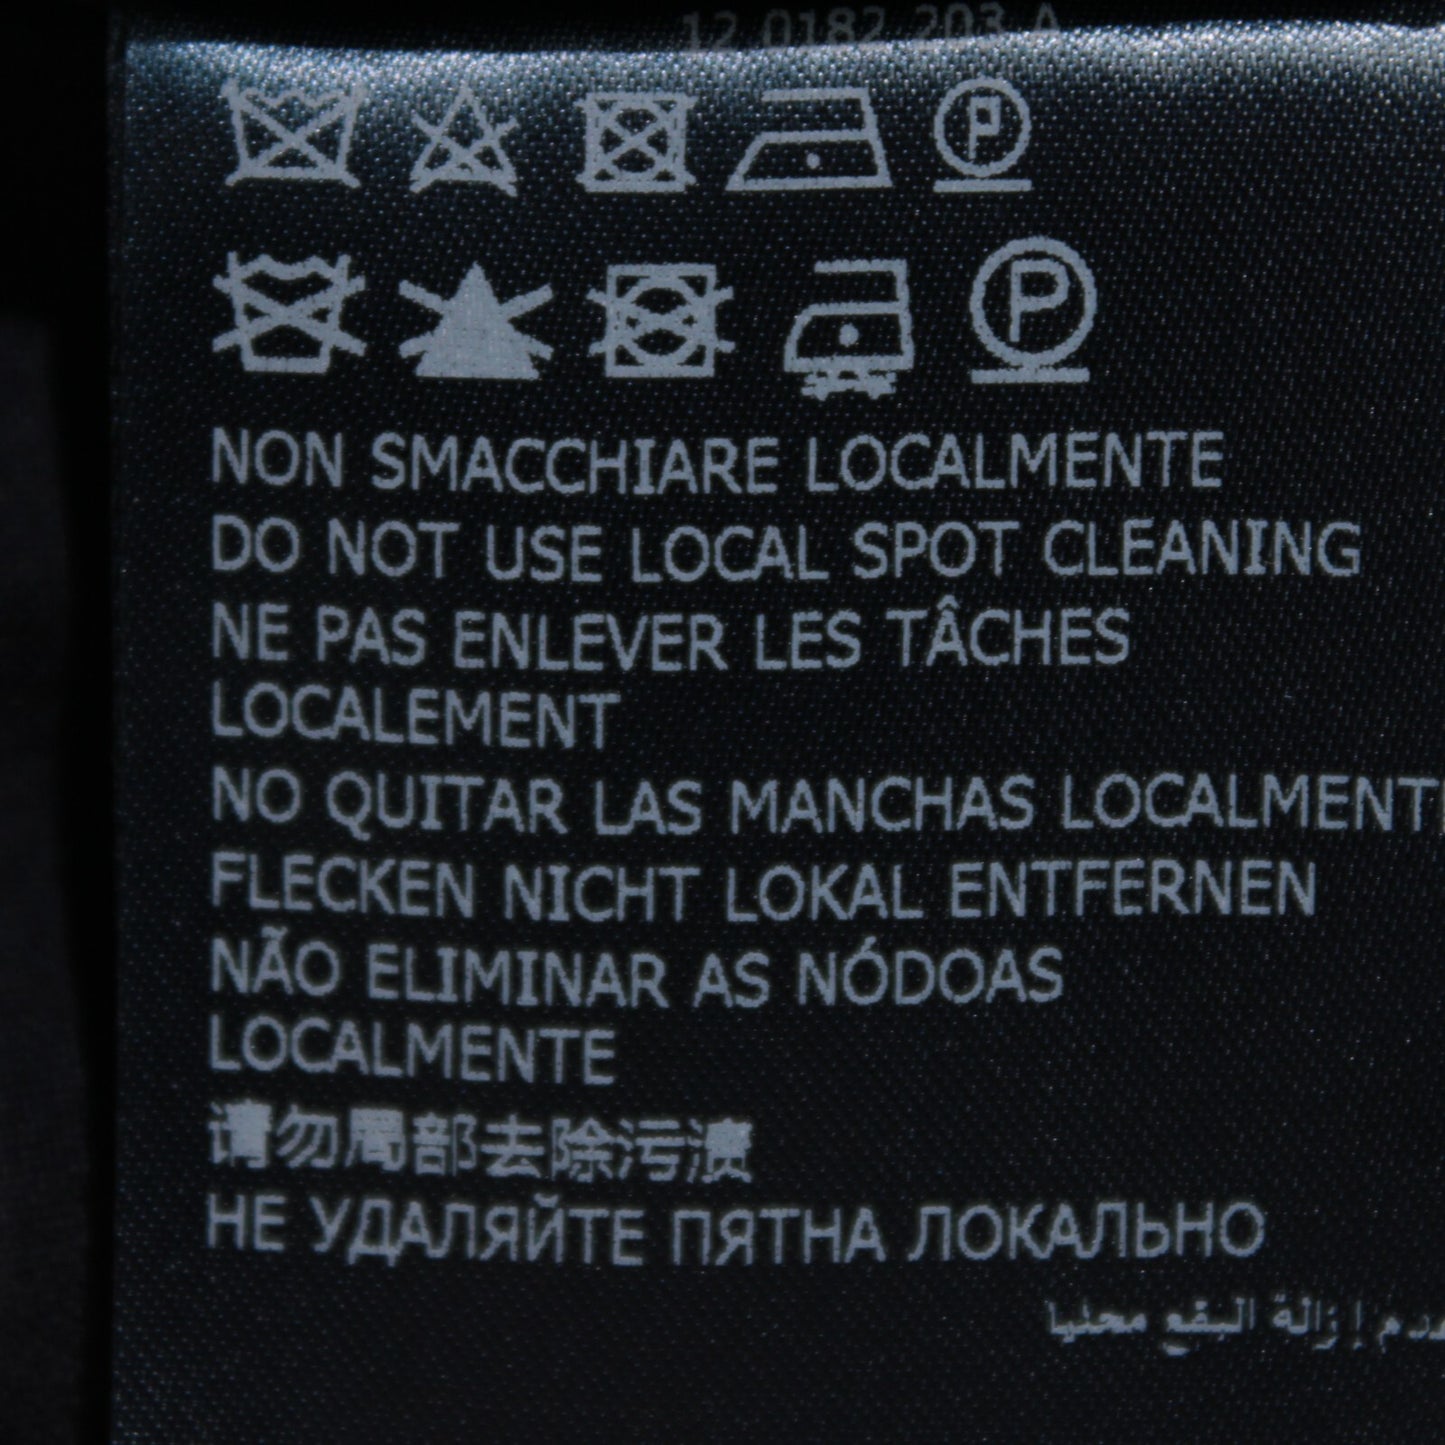 12 0182 203 A
P
P
NON SMACCHIARE LOCALMENTE
DO NOT USE LOCAL SPOT CLEANING
NE PAS ENLEVER LES TÂCHES
LOCALEMENT
NO QUITAR LAS MANCHAS LOCALMENTE
FLECKEN NICHT LOKAL ENTFERNEN
NÃO ELIMINAR AS NÓDOAS
LOCALMENTE
请勿局部去除污渍
НЕ УДАЛЯЙТЕ ПЯТНА ЛОКАЛЬНО
إزالة البقع محليا